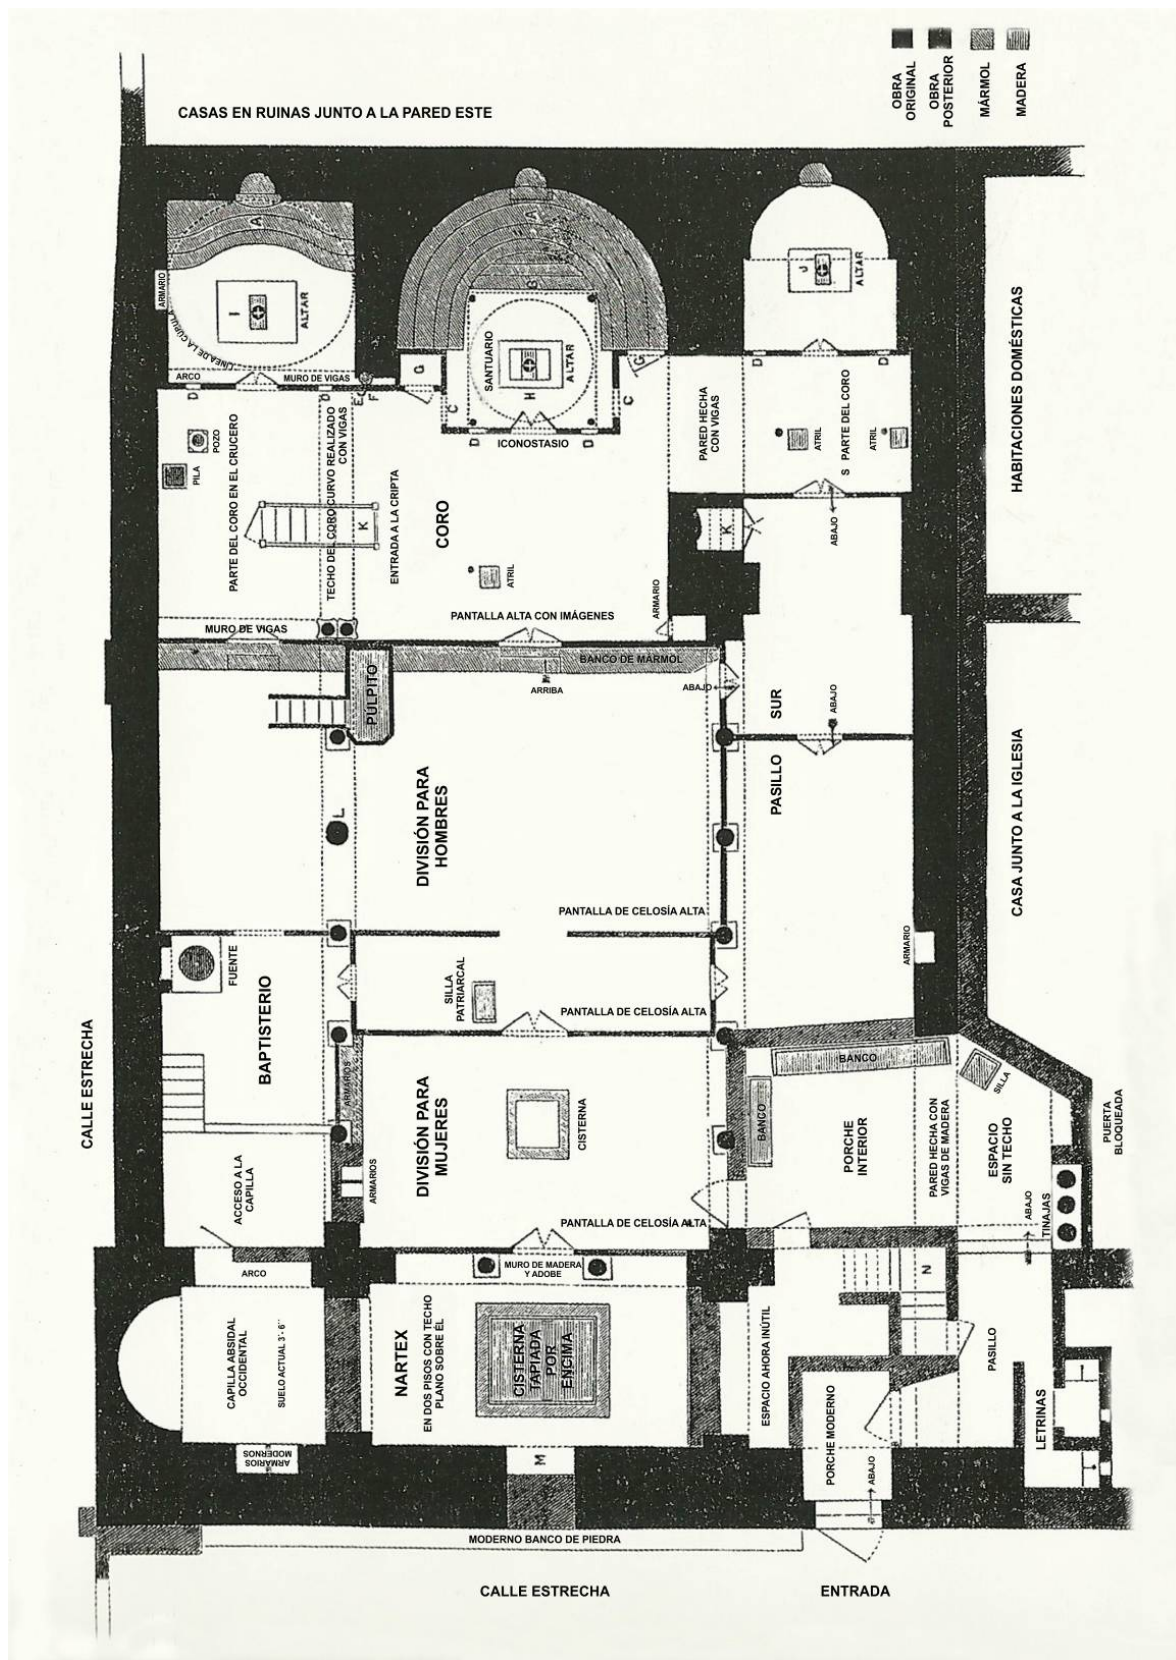 OBRA
ORIGINAL
OBRA
POSTERIOR
MÁRMOL
MADERA
CASAS EN RUINAS JUNTO A LA PARED ESTE
A
A
ARMARIO
LINEA DE LA CÚPULA
I
ALTAR
G
SANTUARIO
ALTAR
H
J
ALTAR
HABITACIONES DOMÉSTICAS
ARCO
MURO DE VIGAS
D
D
E
F
G
C
C
G
D
D
D
D
ICONOSTASIO
POZO
PILA
PARTE DEL CORO EN EL CRUCERO
TECHO DEL CORO CURVO REALIZADO
CON VIGAS
K
ENTRADA A LA CRIPTA
CORO
ATRIL
PARED HECHA
CON VIGAS
ATRIL
S PARTE DEL CORO
ATRIL
ABAJO
K
MURO DE VIGAS
PANTALLA ALTA CON IMÁGENES
ARMARIO
PÚLPITO
BANCO DE MÁRMOL
ARRIBA
ABAJO
SUR
ABAJO
PASILLO
L
DIVISIÓN PARA
HOMBRES
CASA JUNTO A LA IGLESIA
PANTALLA DE CELOSÍA ALTA
ARMARIO
FUENTE
BAPTISTERIO
SILLA
PATRIARCAL
PANTALLA DE CELOSÍA ALTA
CALLE ESTRECHA
ARMARIOS
DIVISIÓN PARA
MUJERES
CISTERNA
BANCO
BANCO
SILLA
PORCHE
INTERIOR
PARED HECHA CON
VIGAS DE MADERA
ESPACIO
SIN TECHO
PUERTA
BLOQUEADA
ACCESO A LA
CAPILLA
ARMARIOS
PANTALLA DE CELOSÍA ALTA
ABAJO
TINAJAS
ARCO
MURO DE MADERA
Y ADOBE
N
CAPILLA ABSIDAL
OCCIDENTAL
SUELO ACTUAL 3'- 6''
NARTEX
EN DOS PISOS CON TECHO
PLANO SOBRE ÉL
CISTERNA
TAPIADA
POR
ENCIMA
ESPACIO AHORA INÚTIL
PASILLO
PORCHE MODERNO
LETRINAS
ARMARIOS
MODERNOS
M
ABAJO
MODERNO BANCO DE PIEDRA
CALLE ESTRECHA
ENTRADA